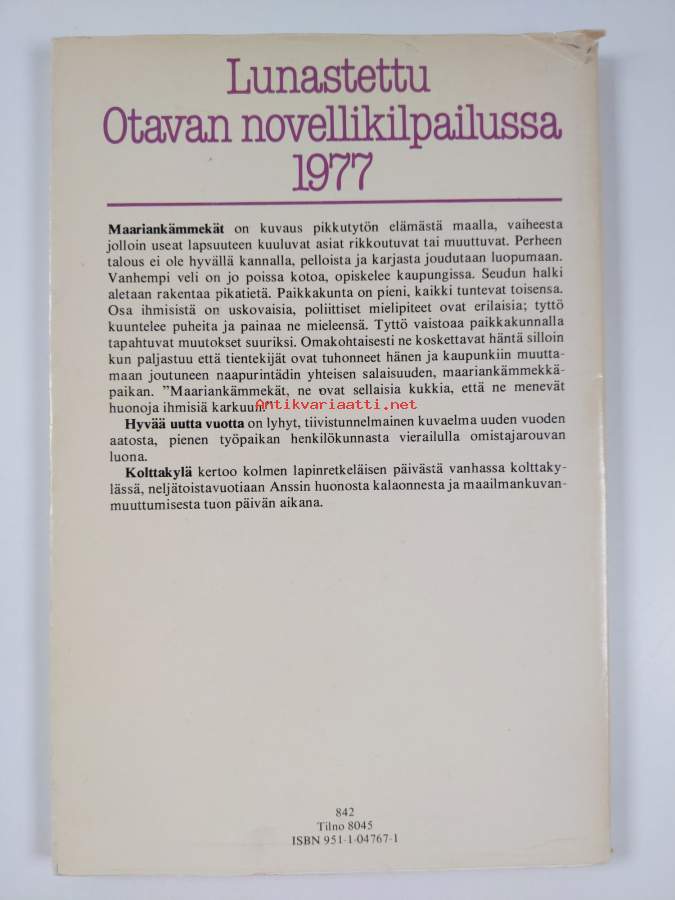 Lunastettu
Otavan novellikilpailussa
1977
Maariankämmekät on kuvaus pikkutytön elämästä maalla, vaiheesta
jolloin useat lapsuuteen kuuluvat asiat rikkoutuvat tai muuttuvat. Perheen
talous ei ole hyvällä kannalla, pelloista ja karjasta joudutaan luopumaan.
Vanhempi veli on jo poissa kotoa, opiskelee kaupungissa. Seudun halki
aletaan rakentaa pikatietä. Paikkakunta on pieni, kaikki tuntevat toisensa.
Osa ihmisistä on uskovaisia, poliittiset mielipiteet ovat erilaisia; tyttö
kuuntelee puheita ja painaa ne mieleensä. Tyttö vaistoaa paikkakunnalla
tapahtuvat muutokset suuriksi. Omakohtaisesti ne koskettavat häntä silloin
kun paljastuu että tientekijät ovat tuhonneet hänen ja kaupunkiin muutta-
maan joutuneen naapurintädin yhteisen salaisuuden, maariankämmekkä-
paikan. ”Maariankämmekät, ne ovat sellaisia kukkia, että ne menevät
huonoja ihmisiä karkuun”
Antikvariaatti.net
Hyvää uutta vuotta on lyhyt, tiivistunnelmainen kuvaelma uuden vuoden
aatosta, pienen työpaikan henkilökunnasta vierailulla omistajarouvan
luona.
Kolttakylä kertoo kolmen lapinretkeläisen päivästä vanhassa kolttaky-
lässä, neljätoistavuotiaan Anssin huonosta kalaonnesta ja maailmankuvan-
muuttumisesta tuon päivän aikana.
842
Tilno 8045
ISBN 951-1-04767-1